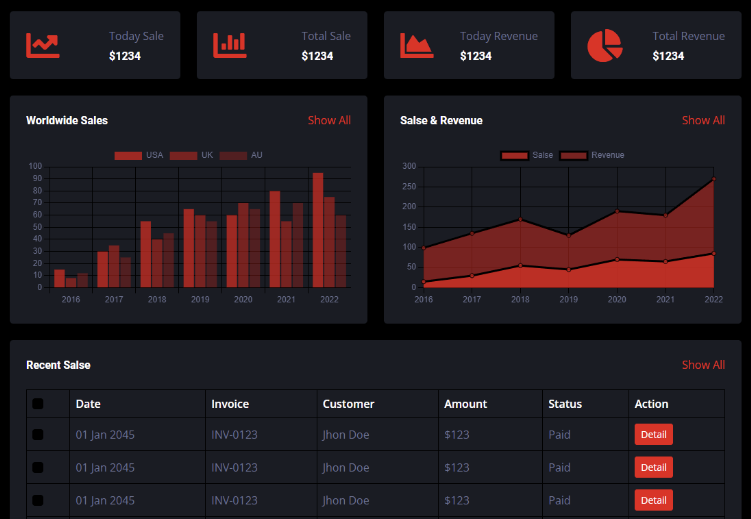 Today Sale
$1234
Total Sale
$1234
Today Revenue
$1234
Total Revenue
$1234
Worldwide Sales Show All
USA UK AU
100
90
80
70
60
50
40
30
20
10
0
2016 2017 2018 2019 2020 2021 2022
Salse & Revenue Show All
Salse Revenue
300
250
200
150
100
50
0
2016 2017 2018 2019 2020 2021 2022
Recent Salse Show All
Date Invoice Customer Amount Status Action
01 Jan 2045 INV-0123 Jhon Doe $123 Paid Detail
01 Jan 2045 INV-0123 Jhon Doe $123 Paid Detail
01 Jan 2045 INV-0123 Jhon Doe $123 Paid Detail